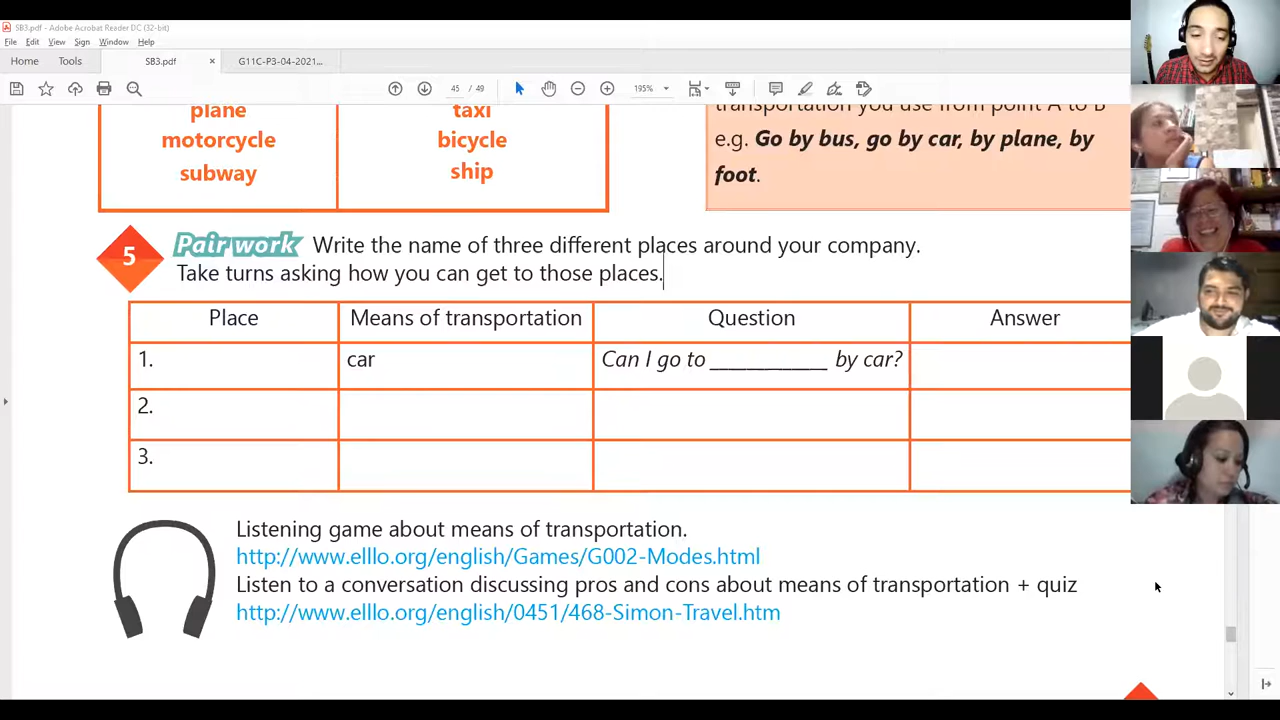 SB3.pdf - Adobe Acrobat Reader DC (32-bit)
File Edit View Sign Window Help
Home Tools SB3.pdf × G11C-P3-04-2021...
45 / 49 195%
plane taxi
motorcycle bicycle
subway ship
transportation you use from point A to B
e.g. Go by bus, go by car, by plane, by
foot.
5 Pair work Write the name of three different places around your company.
Take turns asking how you can get to those places.
Place Means of transportation Question Answer
1. car Can I go to ____________ by car?
2.
3.
Listening game about means of transportation.
http://www.elllo.org/english/Games/G002-Modes.html
Listen to a conversation discussing pros and cons about means of transportation + quiz
http://www.elllo.org/english/0451/468-Simon-Travel.htm